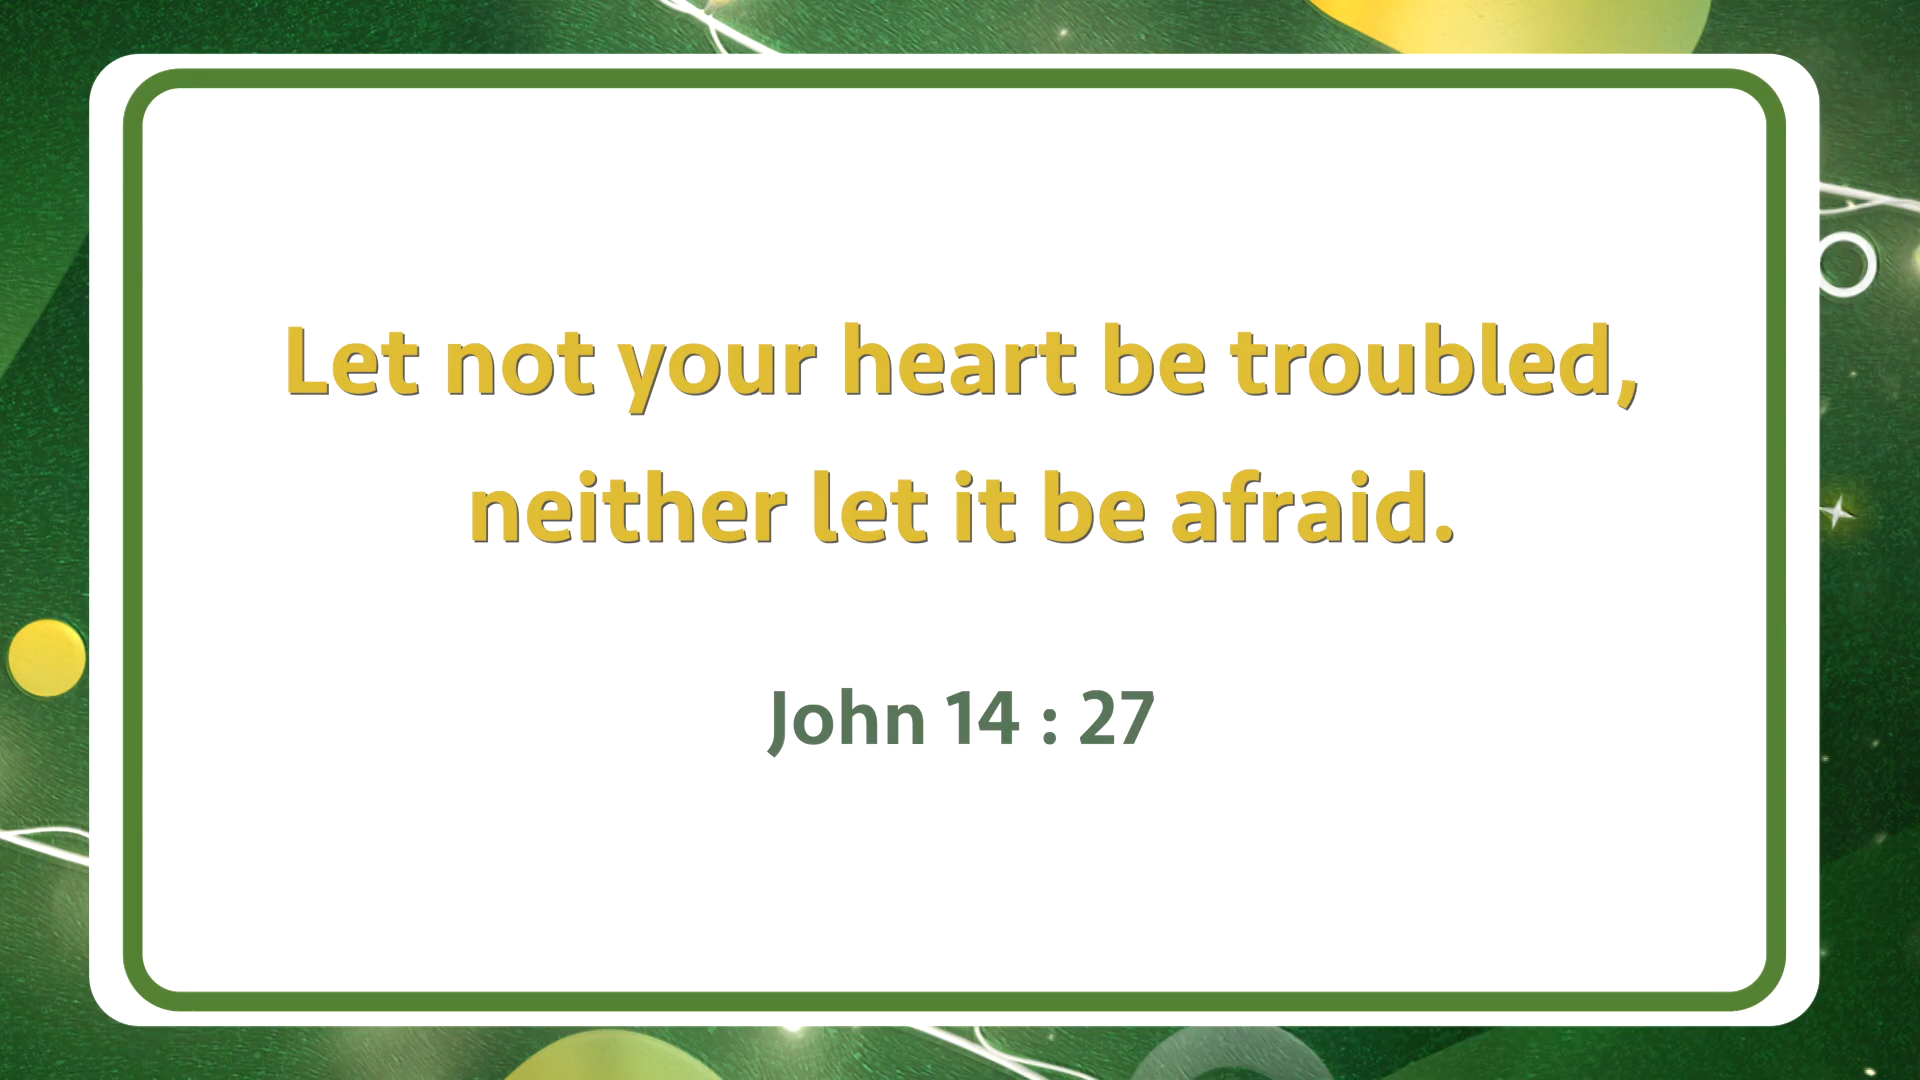 Let not your heart be troubled,
neither let it be afraid.
John 14 : 27